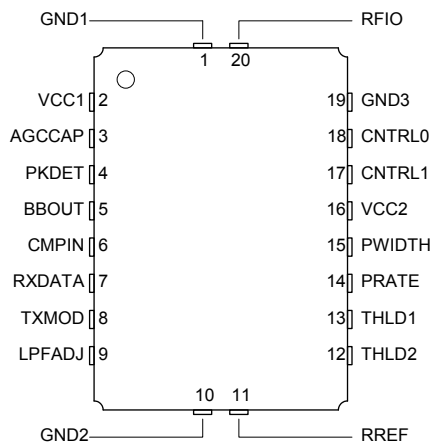 GND1 RFIO
1 20
VCC1 2 19 GND3
AGCCAP 3 18 CNTRL0
PKDET 4 17 CNTRL1
BBOUT 5 16 VCC2
CMPIN 6 15 PWIDTH
RXDATA 7 14 PRATE
TXMOD 8 13 THLD1
LPFADJ 9 12 THLD2
10 11
GND2 RREF